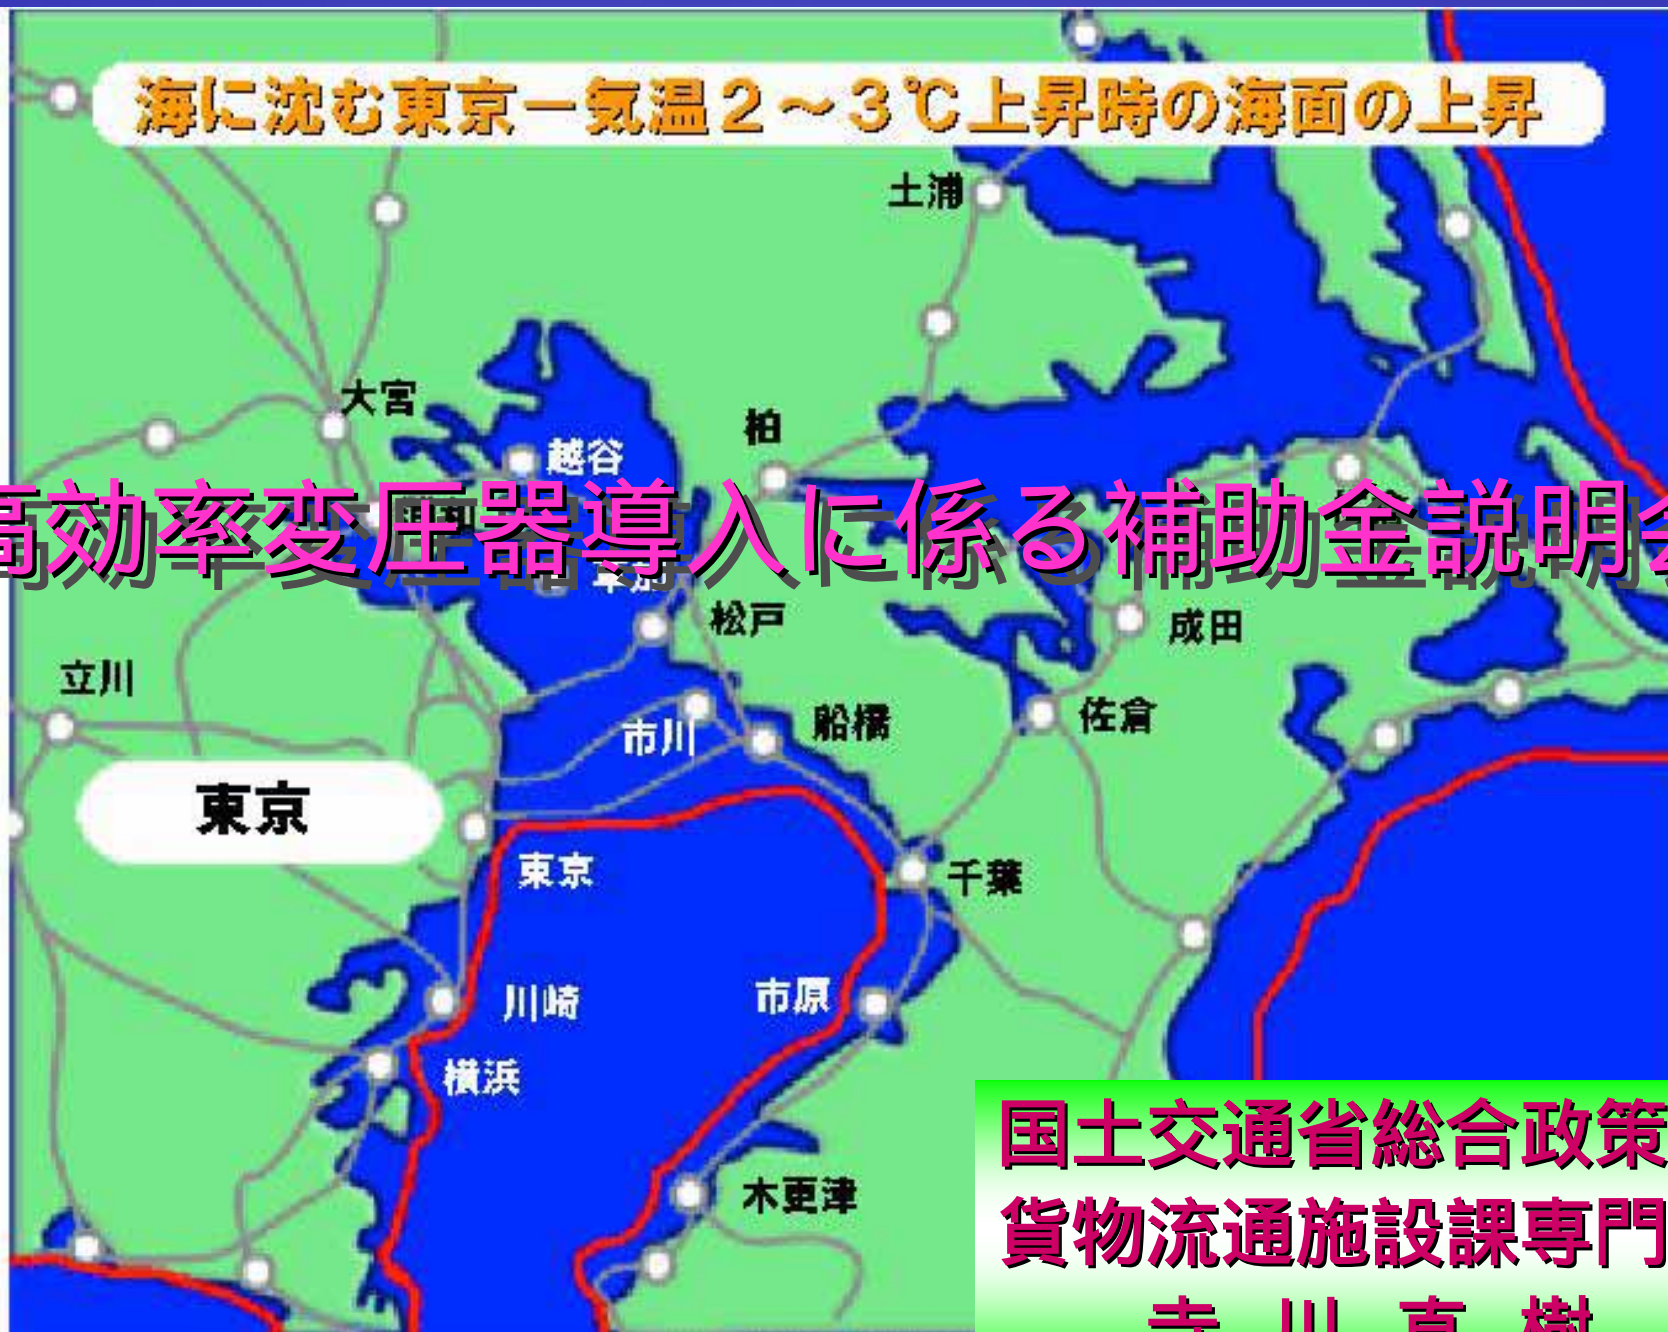 海に沈む東京－気温２～３℃上昇時の海面の上昇
土浦
大宮
柏
越谷
高効率変圧器導入に係る補助金説明会
松戸
成田
立川
市川
船橋
佐倉
東京
東京
千葉
川崎
市原
横浜
木更津
国土交通省総合政策
貨物流通施設課専門
川 直 樹